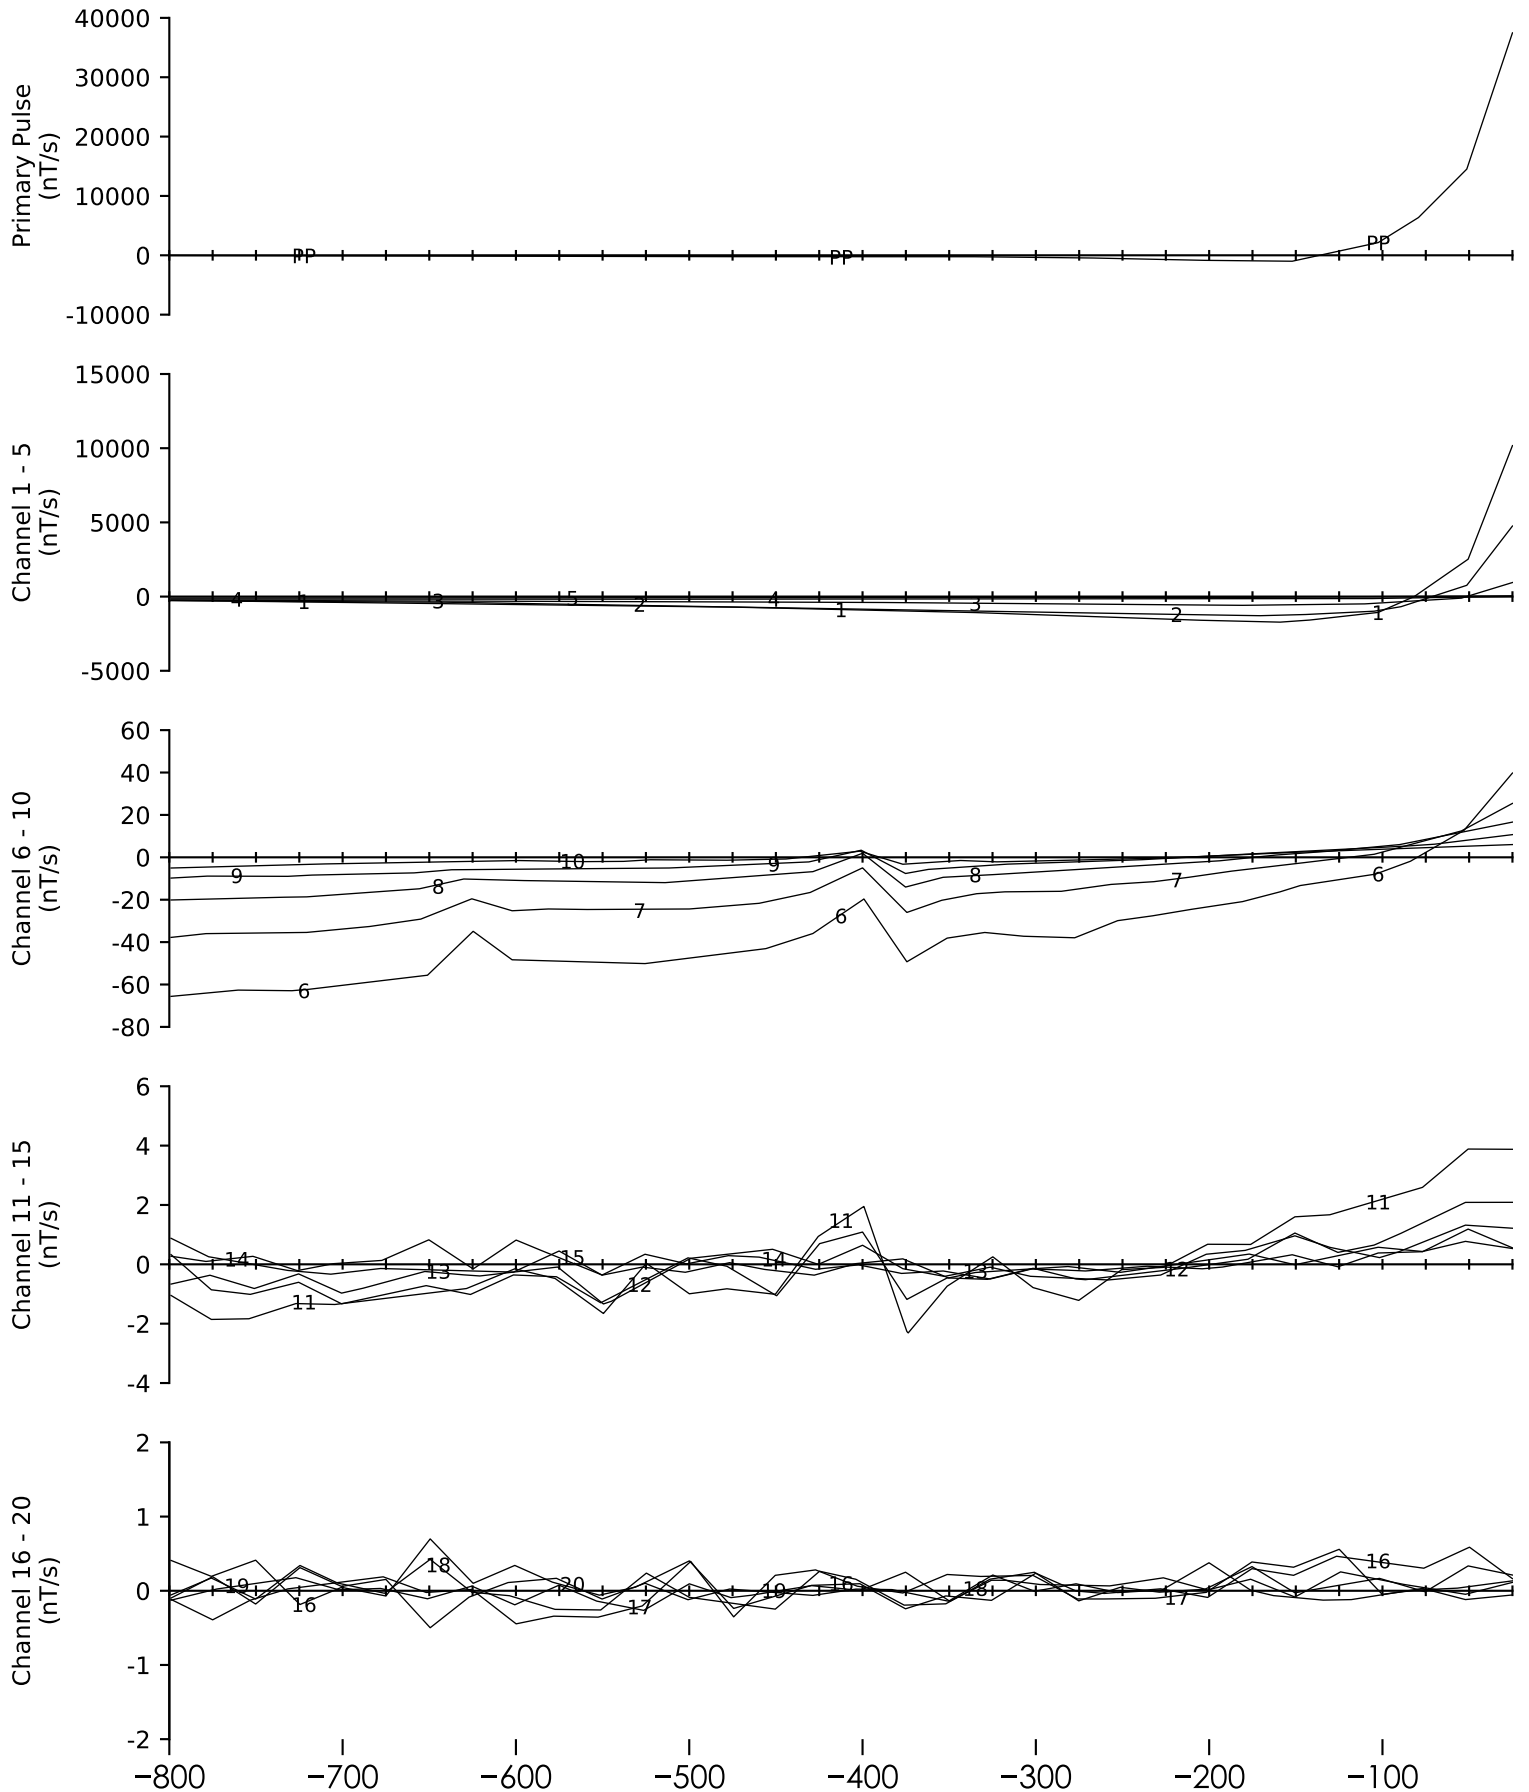 40000
30000
20000
10000
0
-10000
Primary Pulse
(nT/s)
PP PP PP
15000
10000
5000
0
-5000
Channel 1 - 5
(nT/s)
4 1 3 5 2 4 1 3 2 1
60
40
20
0
-20
-40
-60
-80
Channel 6 - 10
(nT/s)
9 6 8 10 7 9 6 8 7 6
6
4
2
0
-2
-4
Channel 11 - 15
(nT/s)
14 11 13 15 12 14 11 13 12 11
2
1
0
-1
-2
Channel 16 - 20
(nT/s)
19 16 18 20 17 19 16 18 17 16
−800 −700 −600 −500 −400 −300 −200 −100